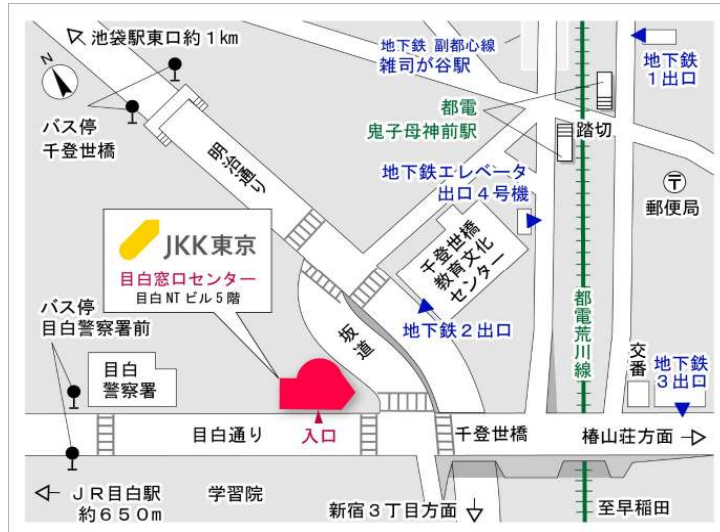 池袋駅東口約１km
地下鉄 副都心線
雑司が谷駅
地下鉄
１出口
N
バス停
千登世橋
都電
鬼子母神前駅
踏切
明治通り
地下鉄エレベータ
出口４号機
〒
郵便局
JKK東京
目白窓口センター
目白NTビル５階
千登世橋
教育文化
センター
バス停
目白警察署前
地下鉄２出口
都電荒川線
坂道
目白
警察署
交番
地下鉄
３出口
目白通り
入口
千登世橋
椿山荘方面
ＪＲ目白駅
約６５０ｍ
学習院
新宿３丁目方面
至早稲田